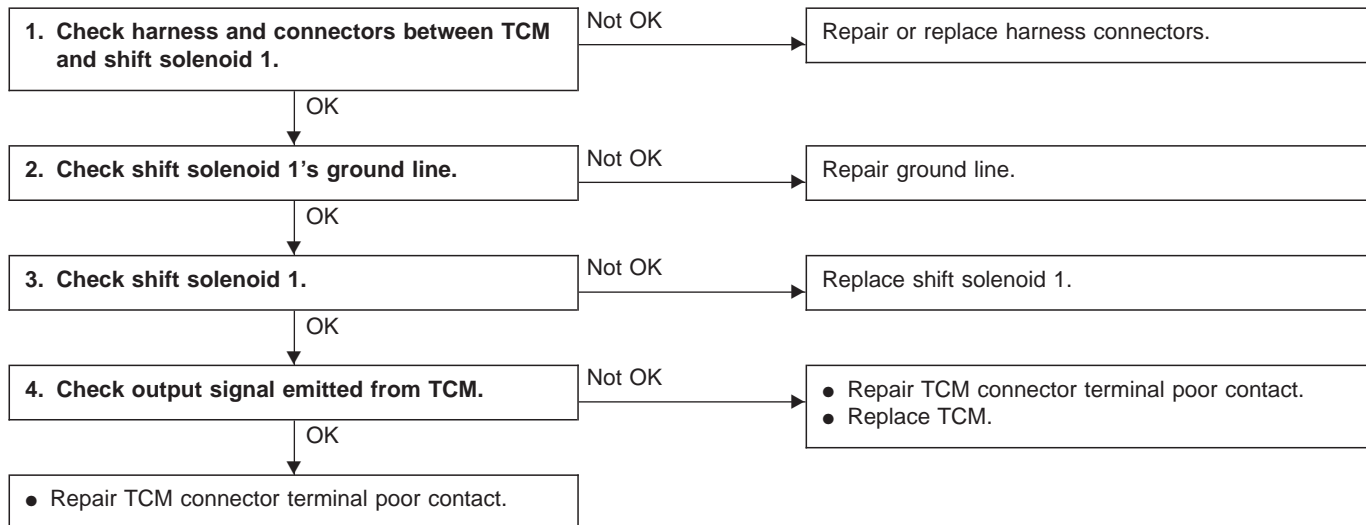 1. Check harness and connectors between TCM
and shift solenoid 1.
Not OK
Repair or replace harness connectors.
OK
2. Check shift solenoid 1’s ground line.
Not OK
Repair ground line.
OK
3. Check shift solenoid 1.
Not OK
Replace shift solenoid 1.
OK
4. Check output signal emitted from TCM.
Not OK
● Repair TCM connector terminal poor contact.
● Replace TCM.
OK
● Repair TCM connector terminal poor contact.